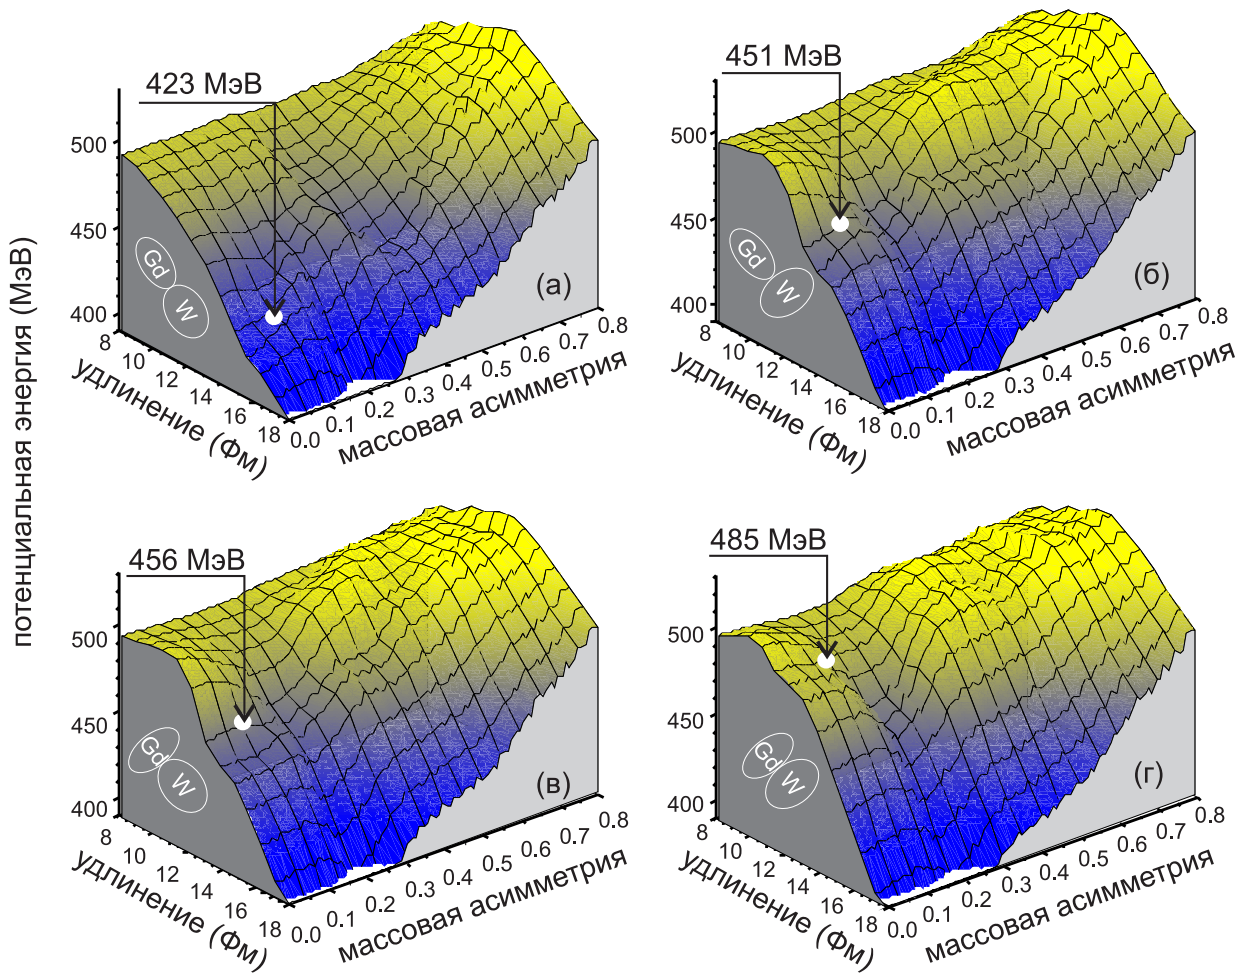 потенциальная энергия (МэВ)
423 МэВ
500
450
400
8
10
12
14
16
18
удлинение (Фм)
0.0
0.1
0.2
0.3
0.4
0.5
0.6
0.7
0.8
массовая асимметрия
Gd
W
(а)
451 МэВ
500
450
400
8
10
12
14
16
18
удлинение (Фм)
0.0
0.1
0.2
0.3
0.4
0.5
0.6
0.7
0.8
массовая асимметрия
Gd
W
(б)
456 МэВ
500
450
400
8
10
12
14
16
18
удлинение (Фм)
0.0
0.1
0.2
0.3
0.4
0.5
0.6
0.7
0.8
массовая асимметрия
Gd
W
(в)
485 МэВ
500
450
400
8
10
12
14
16
18
удлинение (Фм)
0.0
0.1
0.2
0.3
0.4
0.5
0.6
0.7
0.8
массовая асимметрия
Gd
W
(г)